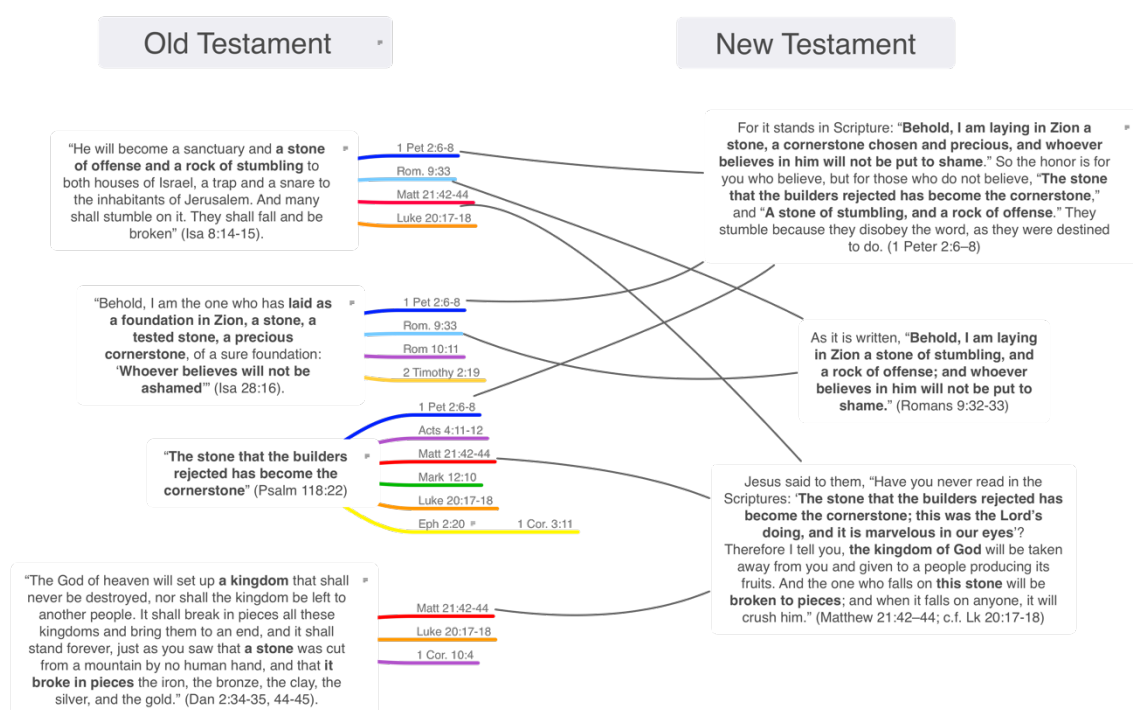 Old Testament
New Testament
“He will become a sanctuary and a stone
of offense and a rock of stumbling to
both houses of Israel, a trap and a snare to
the inhabitants of Jerusalem. And many
shall stumble on it. They shall fall and be
broken” (Isa 8:14-15).
1 Pet 2:6-8
Rom. 9:33
Matt 21:42-44
Luke 20:17-18
“Behold, I am the one who has laid as
a foundation in Zion, a stone, a
tested stone, a precious
cornerstone, of a sure foundation:
‘Whoever believes will not be
ashamed’” (Isa 28:16).
1 Pet 2:6-8
Rom. 9:33
Rom 10:11
2 Timothy 2:19
“The stone that the builders
rejected has become the
cornerstone” (Psalm 118:22)
1 Pet 2:6-8
Acts 4:11-12
Matt 21:42-44
Mark 12:10
Luke 20:17-18
Eph 2:20
1 Cor. 3:11
“The God of heaven will set up a kingdom that shall
never be destroyed, nor shall the kingdom be left to
another people. It shall break in pieces all these
kingdoms and bring them to an end, and it shall
stand forever, just as you saw that a stone was cut
from a mountain by no human hand, and that it
broke in pieces the iron, the bronze, the clay, the
silver, and the gold.” (Dan 2:34-35, 44-45).
Matt 21:42-44
Luke 20:17-18
1 Cor. 10:4
For it stands in Scripture: “Behold, I am laying in Zion a
stone, a cornerstone chosen and precious, and whoever
believes in him will not be put to shame.” So the honor is for
you who believe, but for those who do not believe, “The stone
that the builders rejected has become the cornerstone,”
and “A stone of stumbling, and a rock of offense.” They
stumble because they disobey the word, as they were destined
to do. (1 Peter 2:6–8)
As it is written, “Behold, I am laying
in Zion a stone of stumbling, and
a rock of offense; and whoever
believes in him will not be put to
shame.” (Romans 9:32-33)
Jesus said to them, “Have you never read in the
Scriptures: ‘The stone that the builders rejected has
become the cornerstone; this was the Lord’s
doing, and it is marvelous in our eyes’?
Therefore I tell you, the kingdom of God will be taken
away from you and given to a people producing its
fruits. And the one who falls on this stone will be
broken to pieces; and when it falls on anyone, it will
crush him.” (Matthew 21:42–44; c.f. Lk 20:17-18)